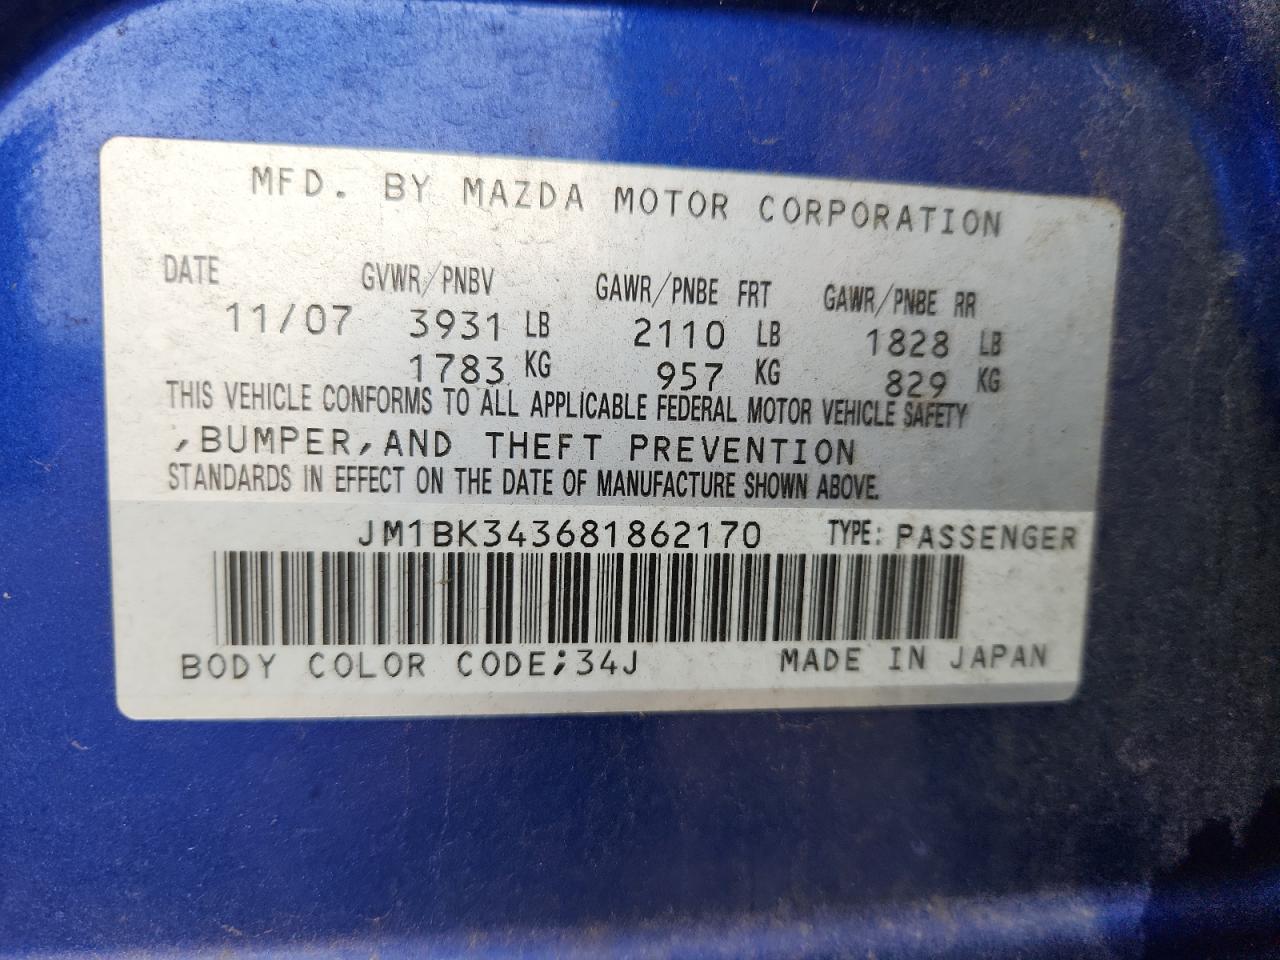 MFD. BY MAZDA MOTOR CORPORATION
DATE GVWR/PNBV GAWR/PNBE FRT GAWR/PNBE RR
11/07 3931 LB 2110 LB 1828 LB
1783 KG 957 KG 829 KG
THIS VEHICLE CONFORMS TO ALL APPLICABLE FEDERAL MOTOR VEHICLE SAFETY
,BUMPER,AND THEFT PREVENTION
STANDARDS IN EFFECT ON THE DATE OF MANUFACTURE SHOWN ABOVE.
JM1BK343681862170 TYPE: PASSENGER
BODY COLOR CODE;34J MADE IN JAPAN